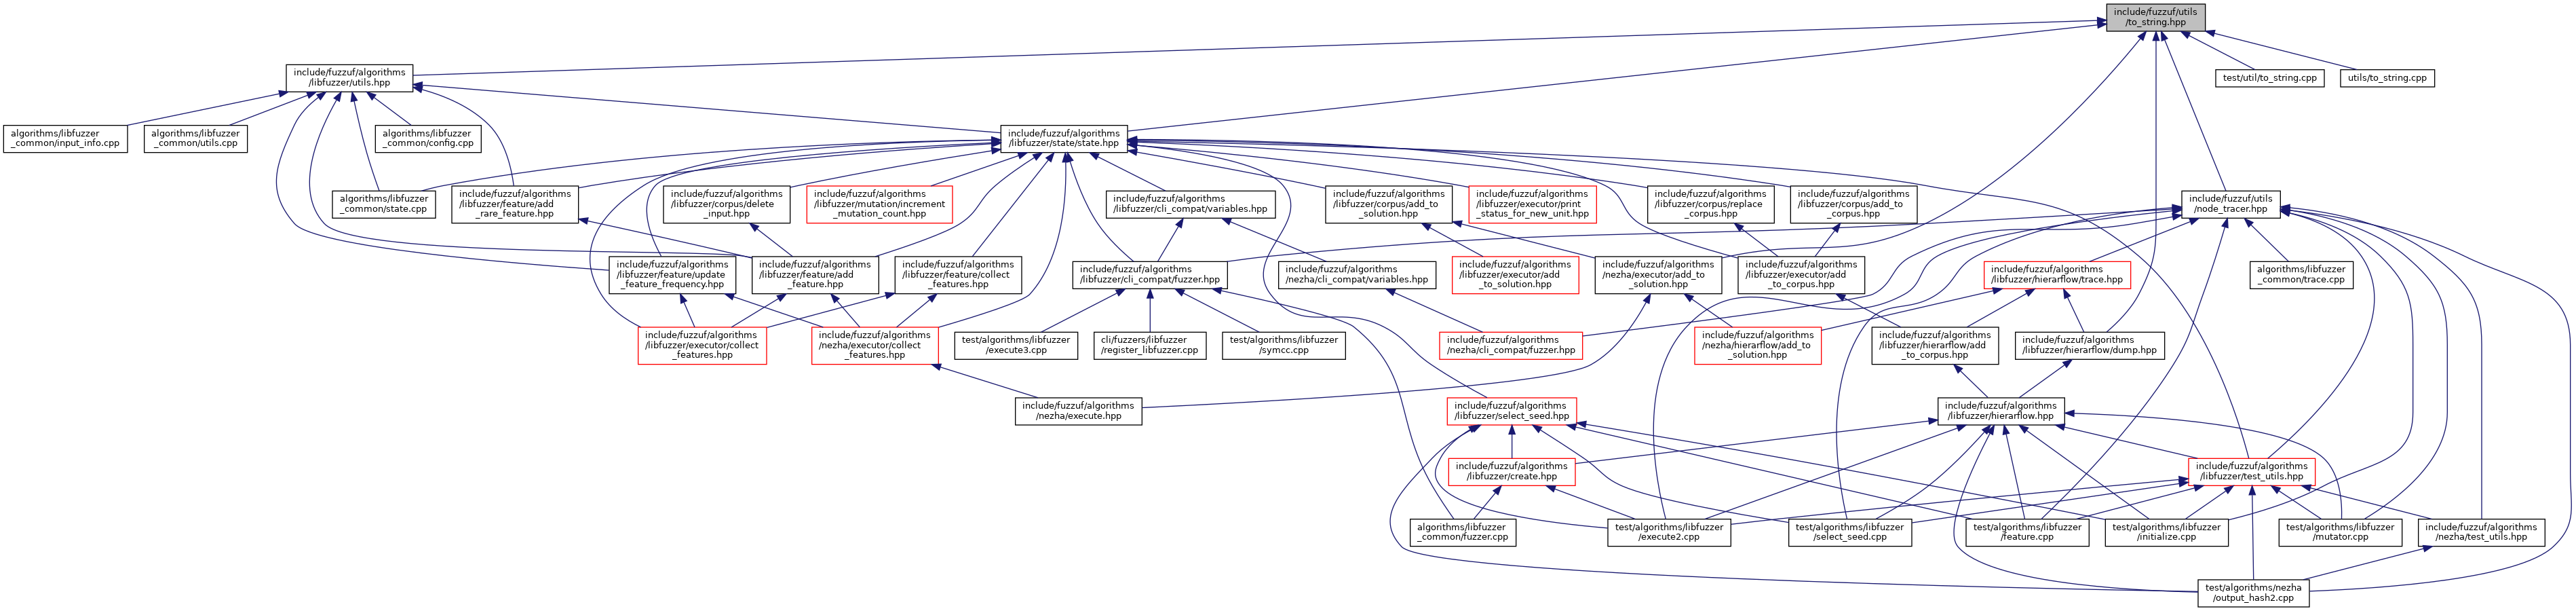 include/fuzzuf/utils
/to_string.hpp
include/fuzzuf/algorithms
/libfuzzer/utils.hpp
test/util/to_string.cpp
utils/to_string.cpp
algorithms/libfuzzer
_common/input_info.cpp
algorithms/libfuzzer
_common/utils.cpp
algorithms/libfuzzer
_common/config.cpp
include/fuzzuf/algorithms
/libfuzzer/state/state.hpp
algorithms/libfuzzer
_common/state.cpp
include/fuzzuf/algorithms
/libfuzzer/feature/add
_rare_feature.hpp
include/fuzzuf/algorithms
/libfuzzer/corpus/delete
_input.hpp
include/fuzzuf/algorithms
/libfuzzer/mutation/increment
_mutation_count.hpp
include/fuzzuf/algorithms
/libfuzzer/cli_compat/variables.hpp
include/fuzzuf/algorithms
/libfuzzer/corpus/add_to
_solution.hpp
include/fuzzuf/algorithms
/libfuzzer/executor/print
_status_for_new_unit.hpp
include/fuzzuf/algorithms
/libfuzzer/corpus/replace
_corpus.hpp
include/fuzzuf/algorithms
/libfuzzer/corpus/add_to
_corpus.hpp
include/fuzzuf/utils
/node_tracer.hpp
include/fuzzuf/algorithms
/libfuzzer/feature/update
_feature_frequency.hpp
include/fuzzuf/algorithms
/libfuzzer/feature/add
_feature.hpp
include/fuzzuf/algorithms
/libfuzzer/feature/collect
_features.hpp
include/fuzzuf/algorithms
/libfuzzer/cli_compat/fuzzer.hpp
include/fuzzuf/algorithms
/nezha/cli_compat/variables.hpp
include/fuzzuf/algorithms
/libfuzzer/executor/add
_to_solution.hpp
include/fuzzuf/algorithms
/nezha/executor/add_to
_solution.hpp
include/fuzzuf/algorithms
/libfuzzer/executor/add
_to_corpus.hpp
include/fuzzuf/algorithms
/libfuzzer/hierarflow/trace.hpp
algorithms/libfuzzer
_common/trace.cpp
include/fuzzuf/algorithms
/libfuzzer/executor/collect
_features.hpp
include/fuzzuf/algorithms
/nezha/executor/collect
_features.hpp
test/algorithms/libfuzzer
/execute3.cpp
cli/fuzzers/libfuzzer
/register_libfuzzer.cpp
test/algorithms/libfuzzer
/symcc.cpp
include/fuzzuf/algorithms
/nezha/cli_compat/fuzzer.hpp
include/fuzzuf/algorithms
/nezha/hierarflow/add_to
_solution.hpp
include/fuzzuf/algorithms
/libfuzzer/hierarflow/add
_to_corpus.hpp
include/fuzzuf/algorithms
/libfuzzer/hierarflow/dump.hpp
include/fuzzuf/algorithms
/nezha/execute.hpp
include/fuzzuf/algorithms
/libfuzzer/select_seed.hpp
include/fuzzuf/algorithms
/libfuzzer/hierarflow.hpp
include/fuzzuf/algorithms
/libfuzzer/create.hpp
include/fuzzuf/algorithms
/libfuzzer/test_utils.hpp
algorithms/libfuzzer
_common/fuzzer.cpp
test/algorithms/libfuzzer
/execute2.cpp
test/algorithms/libfuzzer
/select_seed.cpp
test/algorithms/libfuzzer
/feature.cpp
test/algorithms/libfuzzer
/initialize.cpp
test/algorithms/libfuzzer
/mutator.cpp
include/fuzzuf/algorithms
/nezha/test_utils.hpp
test/algorithms/nezha
/output_hash2.cpp